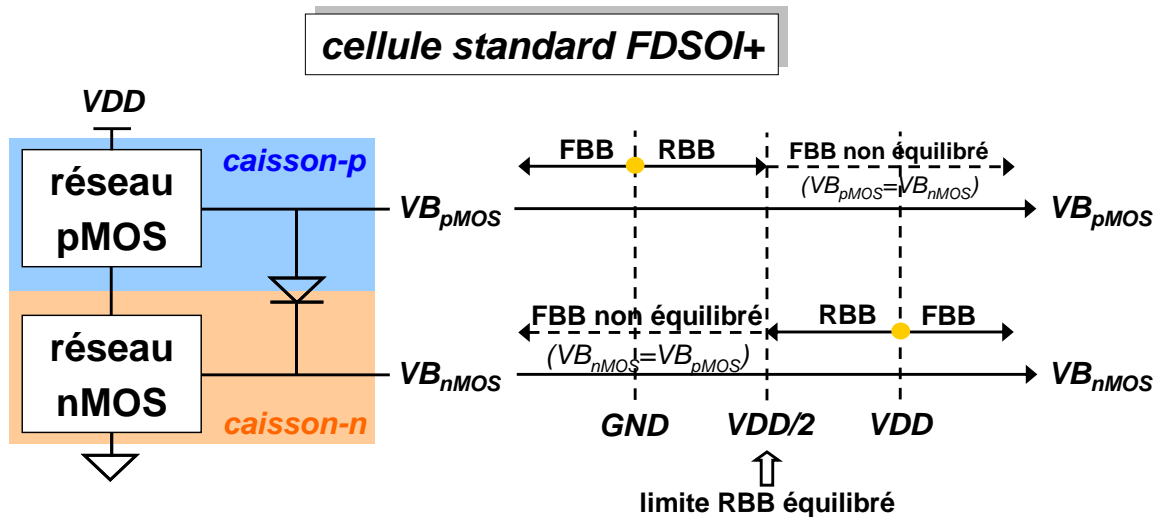 cellule standard FDSOI+
VDD
caisson-p
réseau
pMOS
réseau
nMOS
caisson-n
VBpMOS
VBnMOS
FBB
RBB
FBB non équilibré
(VBpMOS=VBnMOS)
VBpMOS
FBB non équilibré
(VBnMOS=VBpMOS)
RBB
FBB
VBnMOS
GND
VDD/2
VDD
limite RBB équilibré